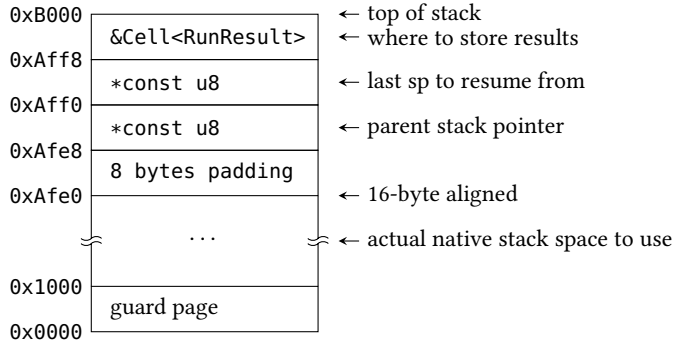 0xB000 ← top of stack
&Cell<RunResult> ← where to store results
0xAff8
*const u8 ← last sp to resume from
0xAff0
*const u8 ← parent stack pointer
0xAfe8
8 bytes padding
0xAfe0 ← 16-byte aligned
... ← actual native stack space to use
0x1000
guard page
0x0000